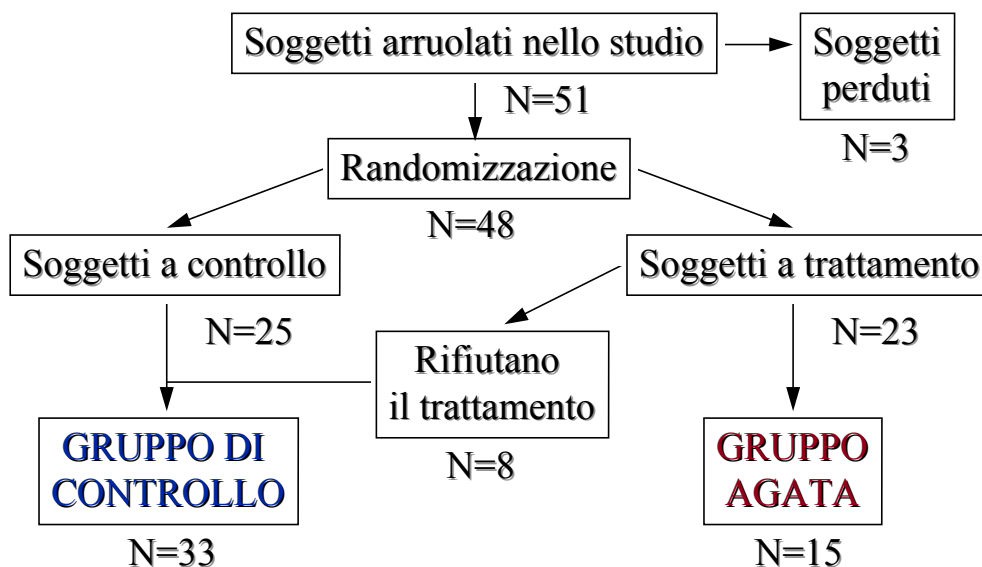 Soggetti arruolati nello studio
Soggetti
perduti
N=51
N=3
Randomizzazione
N=48
Soggetti a controllo
Soggetti a trattamento
N=25
N=23
Rifiutano
il trattamento
N=8
GRUPPO DI
CONTROLLO
N=33
GRUPPO
AGATA
N=15